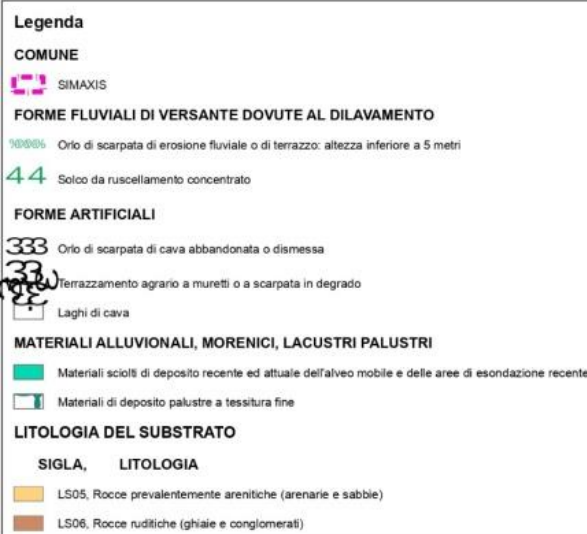 Legenda
COMUNE
SIMAXIS
FORME FLUVIALI DI VERSANTE DOVUTE AL DILAVAMENTO
Orlo di scarpata di erosione fluviale o di terrazzo: altezza inferiore a 5 metri
44 Solco da ruscellamento concentrato
FORME ARTIFICIALI
333 Orlo di scarpata di cava abbandonata o dismessa
33 Terrazzamento agrario a muretti o a scarpata in degrado
Laghi di cava
MATERIALI ALLUVIONALI, MORENICI, LACUSTRI PALUSTRI
Materiali sciolti di deposito recente ed attuale dell'alveo mobile e delle aree di esondazione recente
Materiali di deposito palustre a tessitura fine
LITOLOGIA DEL SUBSTRATO
SIGLA, LITOLOGIA
LS05, Rocce prevalentemente arenitiche (arenarie e sabbie)
LS06, Rocce ruditiche (ghiaie e conglomerati)